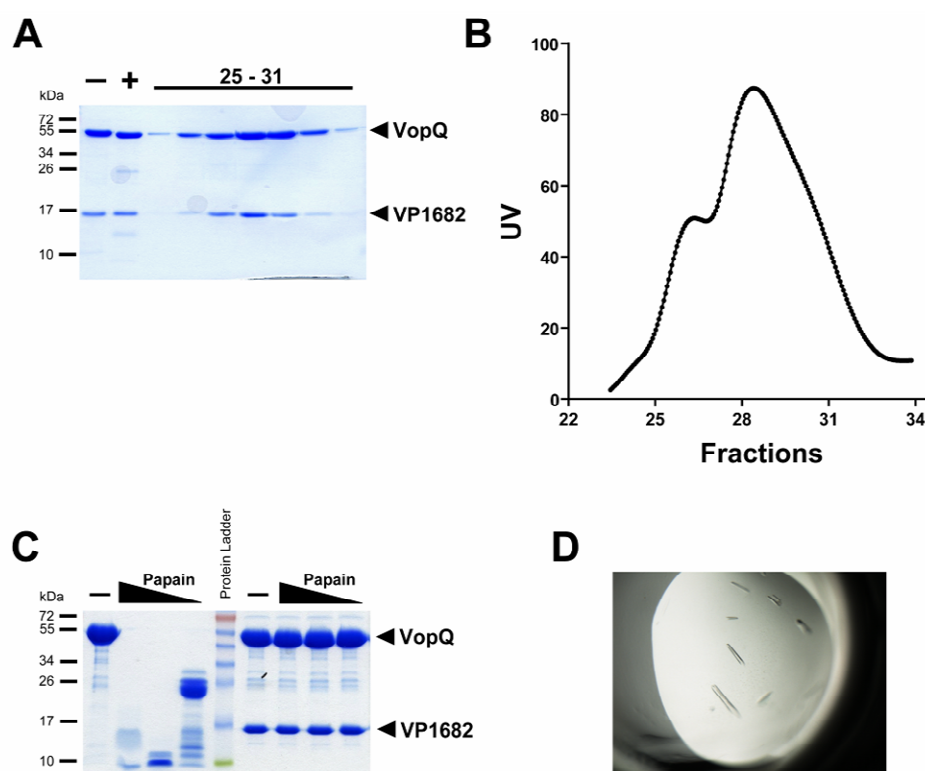 A
− + 25 - 31
kDa
72
55
34
26
17
10
VopQ
VP1682
B
100
80
60
40
20
0
UV
22 25 28 31 34
Fractions
C
kDa
− Papain Protein Ladder − Papain
72
55
34
26
17
10
VopQ
VP1682
D